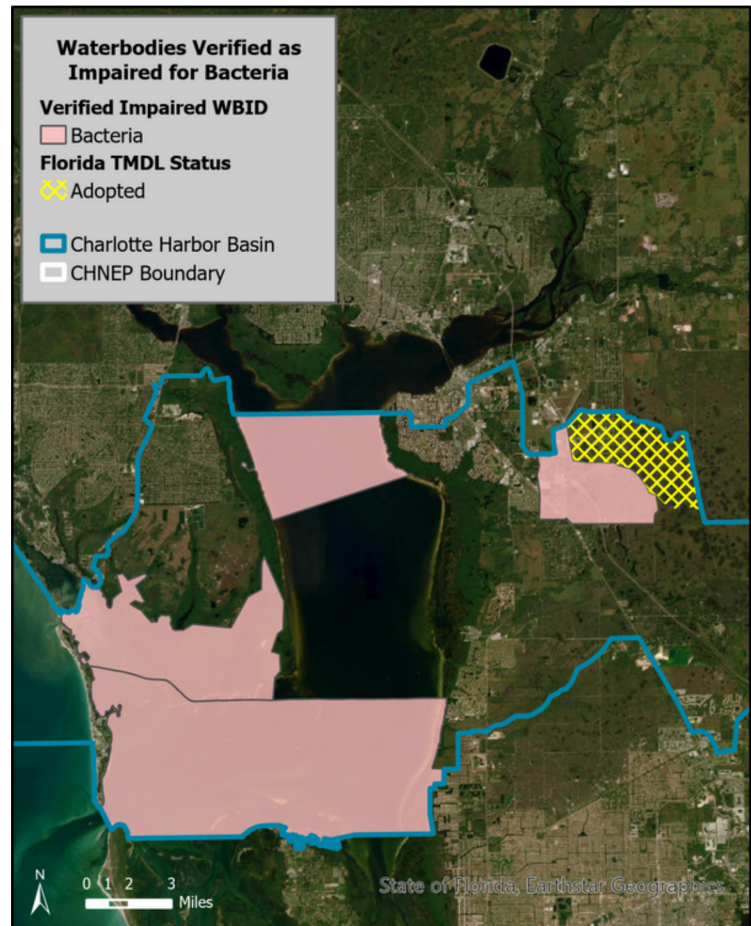 Waterbodies Verified as
Impaired for Bacteria
Verified Impaired WBID
Bacteria
Florida TMDL Status
Adopted
Charlotte Harbor Basin
CHNEP Boundary
N
0 1 2 3
Miles
State of Florida, Earthstar Geographics